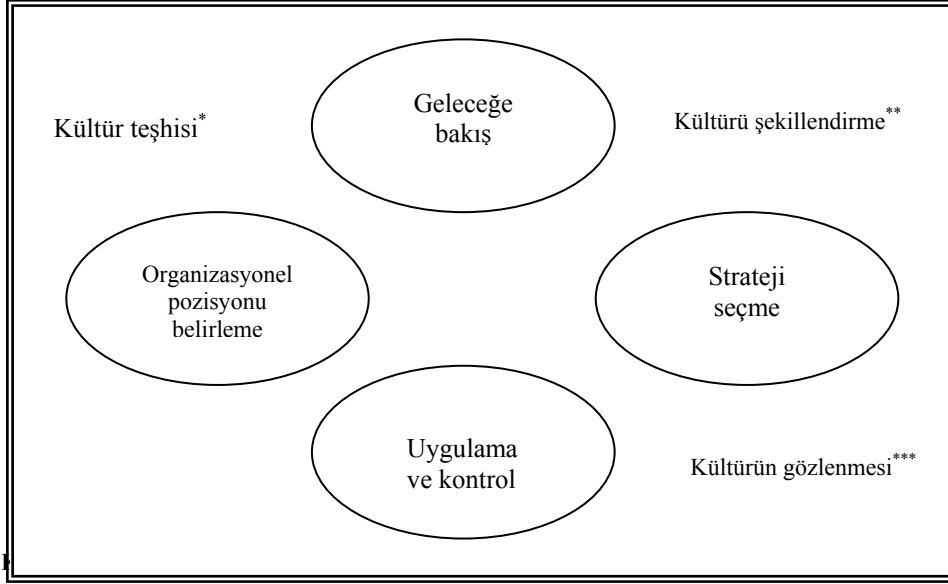 Geleceğe
bakış
Kültür teşhisi*
Kültürü şekillendirme**
Organizasyonel
pozisyonu
belirleme
Strateji
seçme
Uygulama
ve kontrol
Kültürün gözlenmesi***